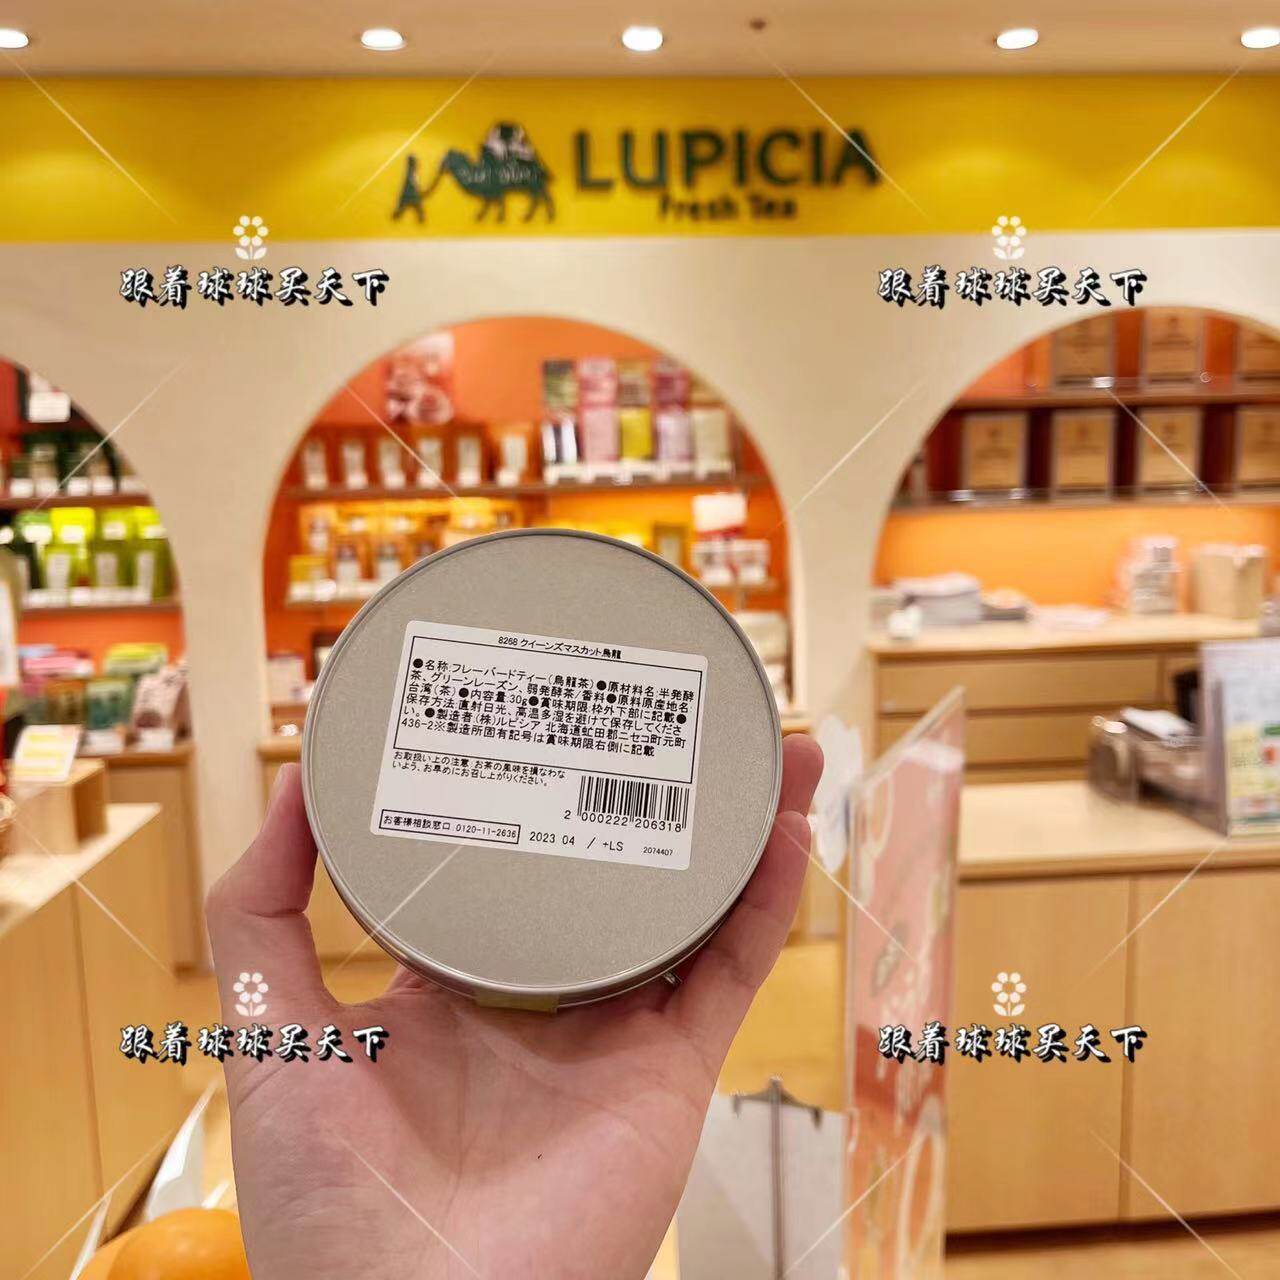 LUPICIA
Fresh Tea
跟着球球买天下
跟着球球买天下
8268 クイーンズマスカット烏龍
●名称:フレーバードティー(烏龍茶)●原材料名:半発酵
茶、グリーンレーズン、弱発酵茶/香料●原料原産地名:
台湾(茶)●内容量:30g●賞味期限:枠外下部に記載●
保存方法:直射日光、高温多湿を避けて保存してくださ
い。●製造者:(株)ルピシア 北海道虻田郡ニセコ町元町
436-2※製造所固有記号は賞味期限右側に記載
お取扱い上の注意:お茶の風味を損なわな
いよう、お早めにお召し上がりください。
2 000222 206318
お客様相談窓口:0120-11-2636
2023 04 / +LS
2074407
跟着球球买天下
跟着球球买天下